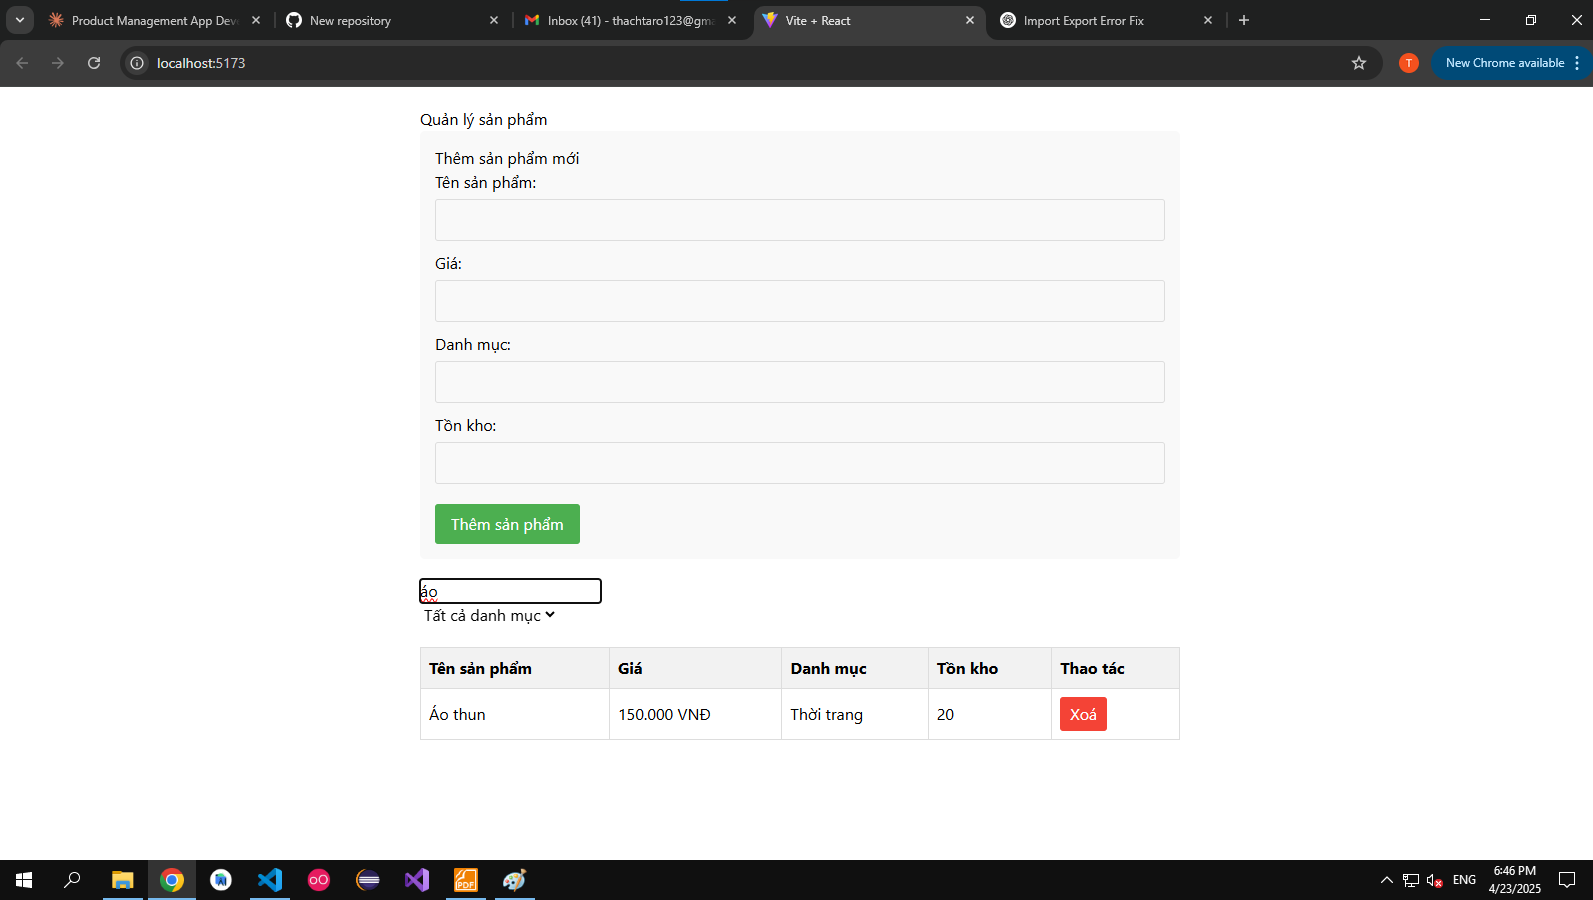 Product Management App Deve
New repository
Inbox (41) - thachtaro123@gma
Vite + React
Import Export Error Fix
localhost:5173
T
New Chrome available
Quản lý sản phẩm
Thêm sản phẩm mới
Tên sản phẩm:
Giá:
Danh mục:
Tồn kho:
Thêm sản phẩm
áo
Tất cả danh mục
Tên sản phẩm Giá Danh mục Tồn kho Thao tác
Áo thun 150.000 VNĐ Thời trang 20 Xoá
PDF
ENG
6:46 PM
4/23/2025